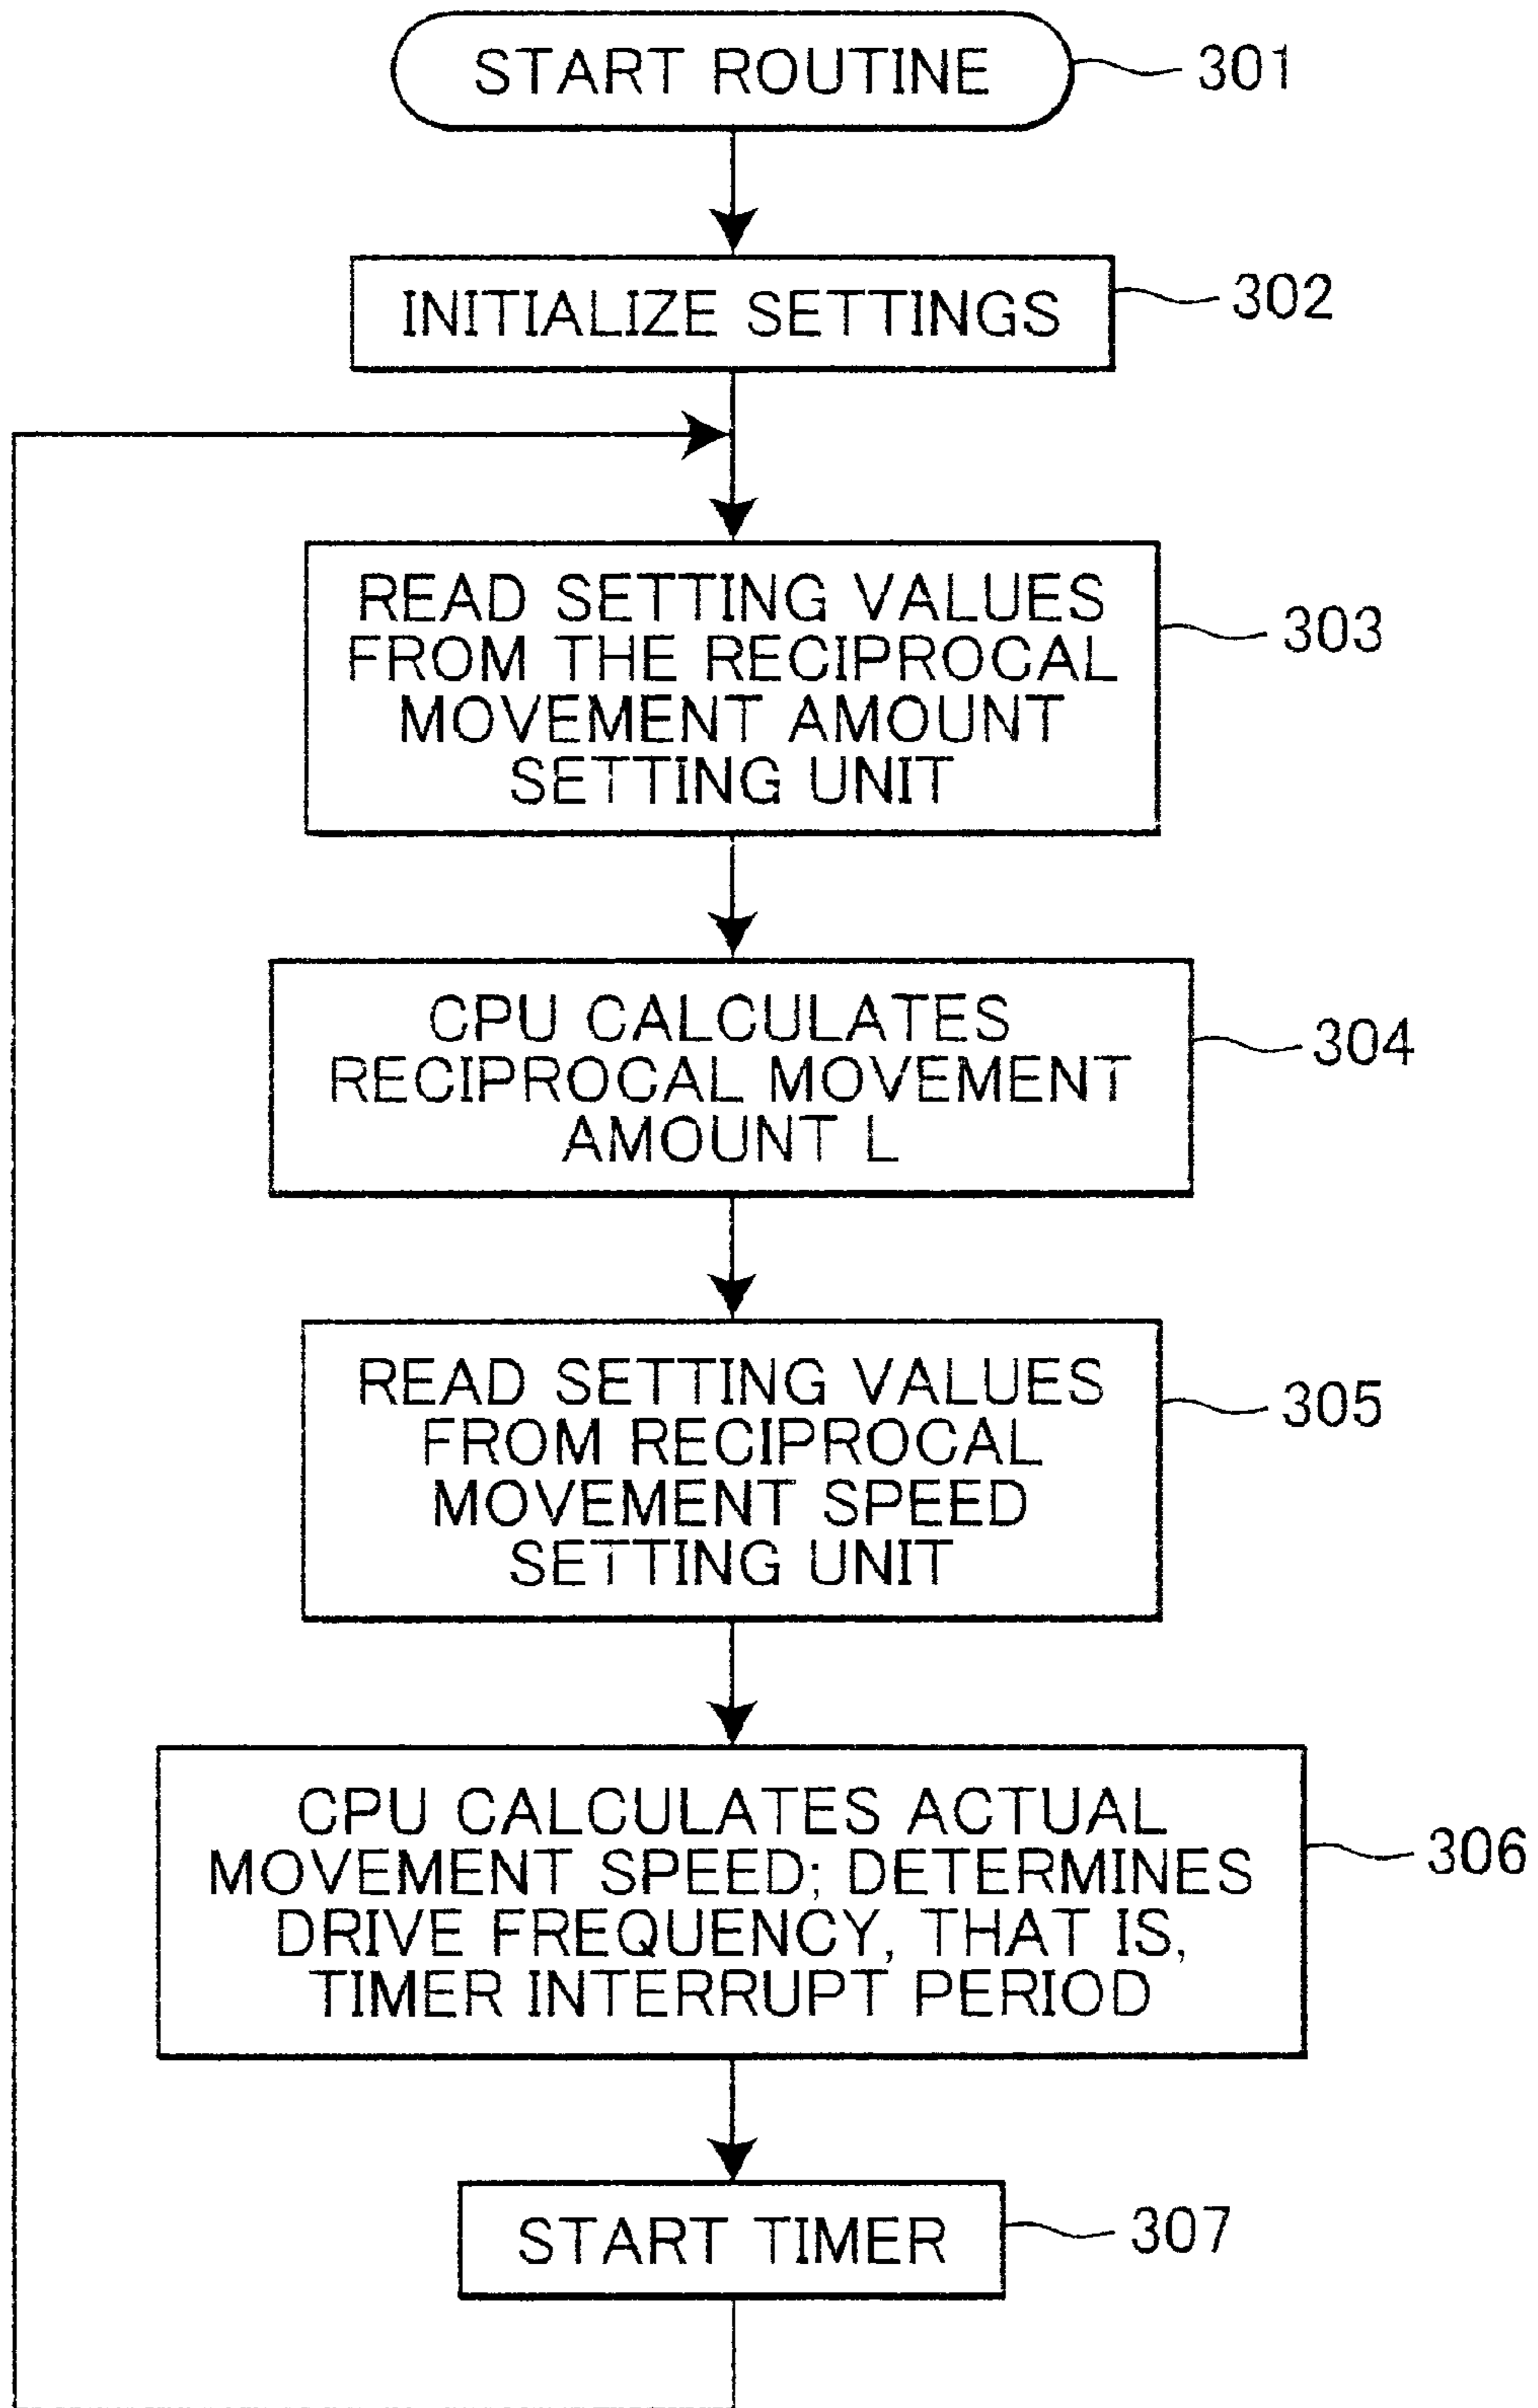 START ROUTINE
301
INITIALIZE SETTINGS
302
READ SETTING VALUES
FROM THE RECIPROCAL
MOVEMENT AMOUNT
SETTING UNIT
303
CPU CALCULATES
RECIPROCAL MOVEMENT
AMOUNT L
304
READ SETTING VALUES
FROM RECIPROCAL
MOVEMENT SPEED
SETTING UNIT
305
CPU CALCULATES ACTUAL
MOVEMENT SPEED; DETERMINES
DRIVE FREQUENCY, THAT IS,
TIMER INTERRUPT PERIOD
306
START TIMER
307